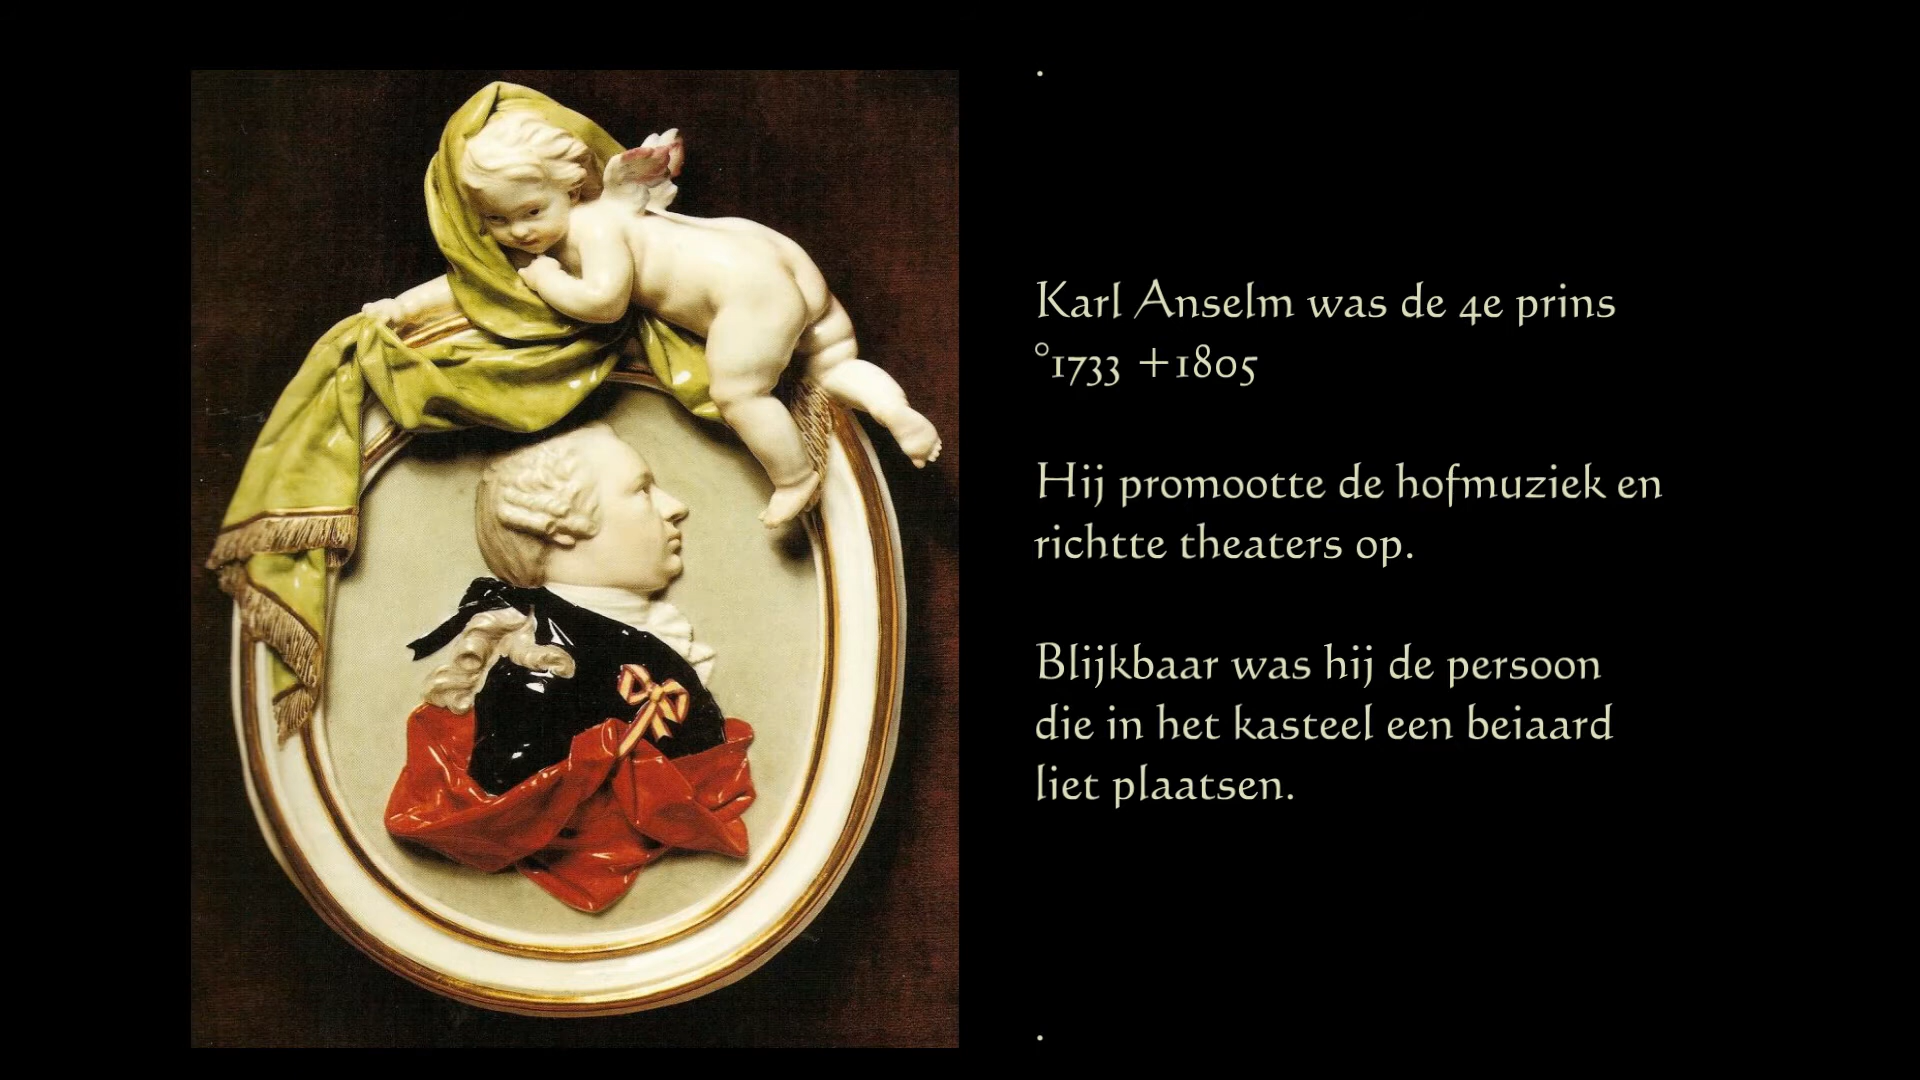 .
Karl Anselm was de 4e prins
°1733 +1805
Hij promootte de hofmuziek en
richtte theaters op.
Blijkbaar was hij de persoon
die in het kasteel een beiaard
liet plaatsen.
.